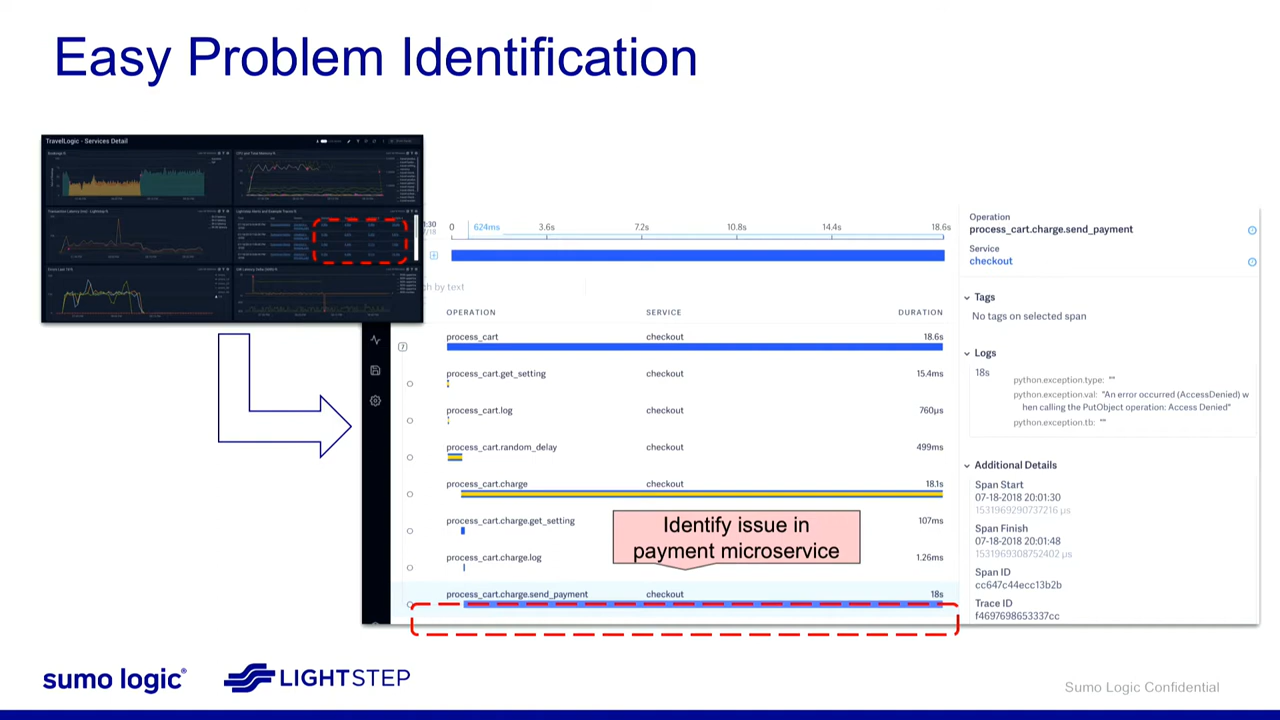 Easy Problem Identification
TravelLogic - Services Detail
0
624ms
3.6s
7.2s
10.8s
14.4s
18.6s
OPERATION SERVICE DURATION
process_cart checkout 18.6s
7
process_cart.get_setting checkout 15.4ms
process_cart.log checkout 760µs
process_cart.random_delay checkout 499ms
process_cart.charge checkout 18.1s
process_cart.charge.get_setting 107ms
process_cart.charge.log 1.26ms
process_cart.charge.send_payment checkout 18s
Identify issue in
payment microservice
Operation
process_cart.charge.send_payment
Service
checkout
Tags
No tags on selected span
Logs
18s
python.exception.type: ""
python.exception.val: "An error occurred (AccessDenied) w
hen calling the PutObject operation: Access Denied"
python.exception.tb: ""
Additional Details
Span Start
07-18-2018 20:01:30
1531969290737216 µs
Span Finish
07-18-2018 20:01:48
1531969308752402 µs
Span ID
cc647c44ecc13b2b
Trace ID
f4697698653337cc
sumo logic®
LIGHTSTEP
Sumo Logic Confidential